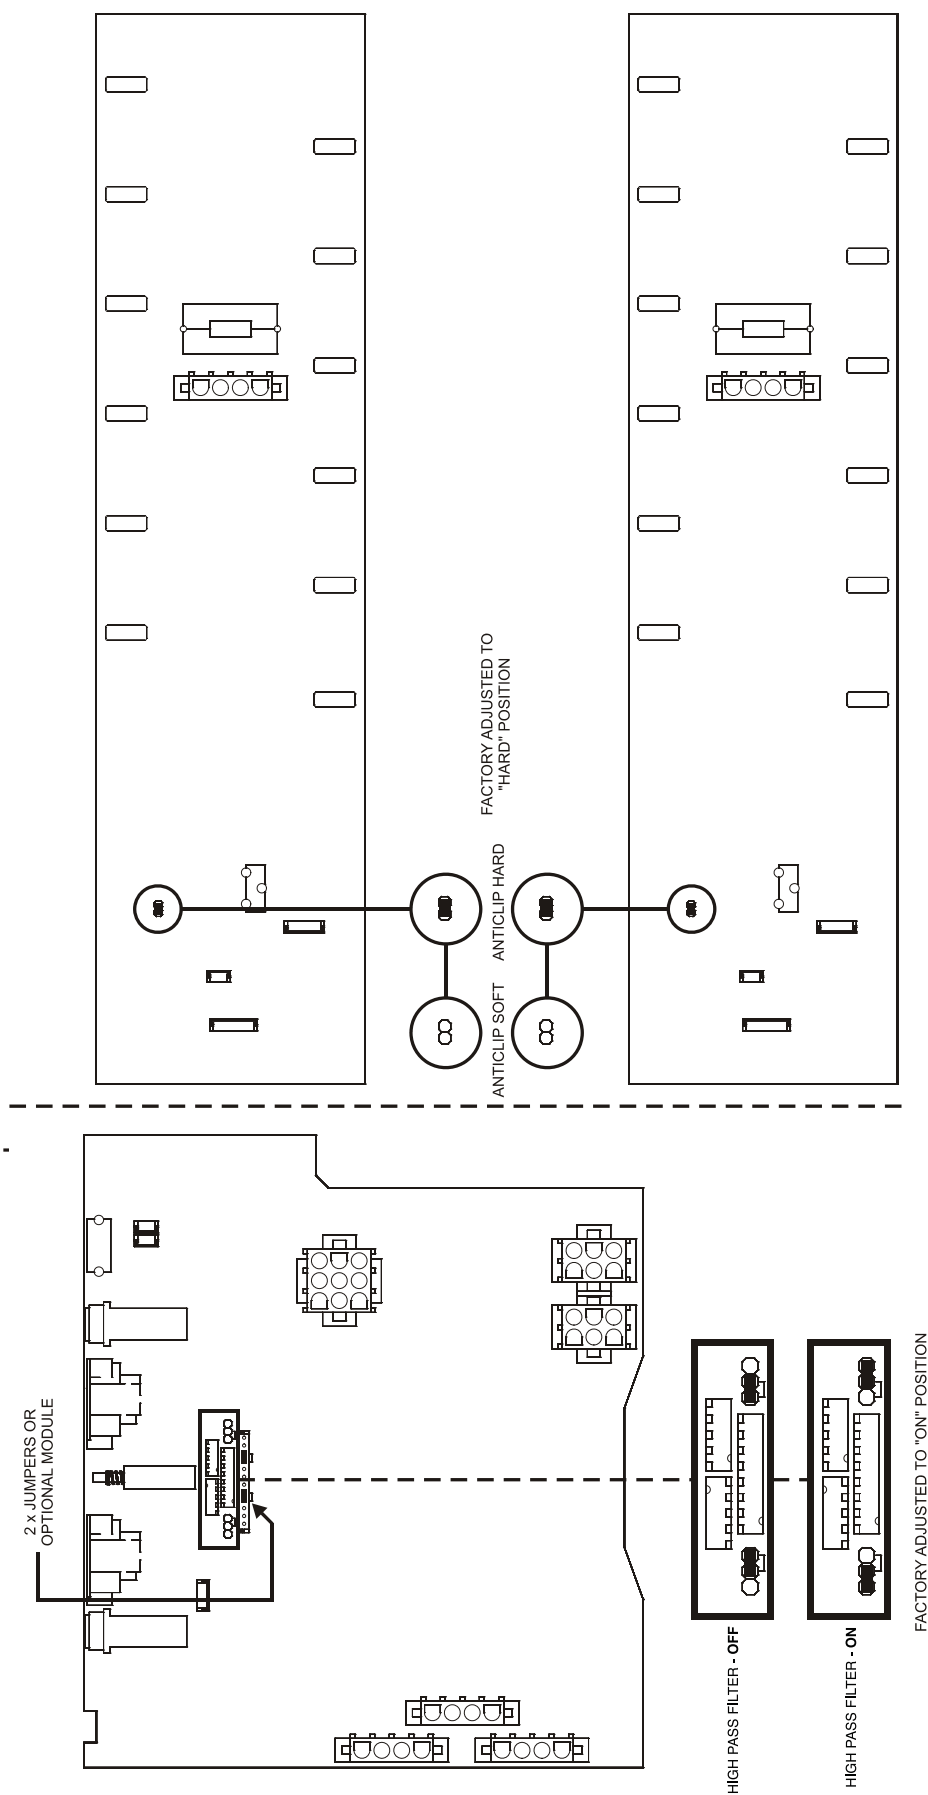 FACTORY ADJUSTED TO
"HARD" POSITION
ANTICLIP SOFT
ANTICLIP HARD
2 x JUMPERS OR
OPTIONAL MODULE
HIGH PASS FILTER - OFF
HIGH PASS FILTER - ON
FACTORY ADJUSTED TO "ON" POSITION